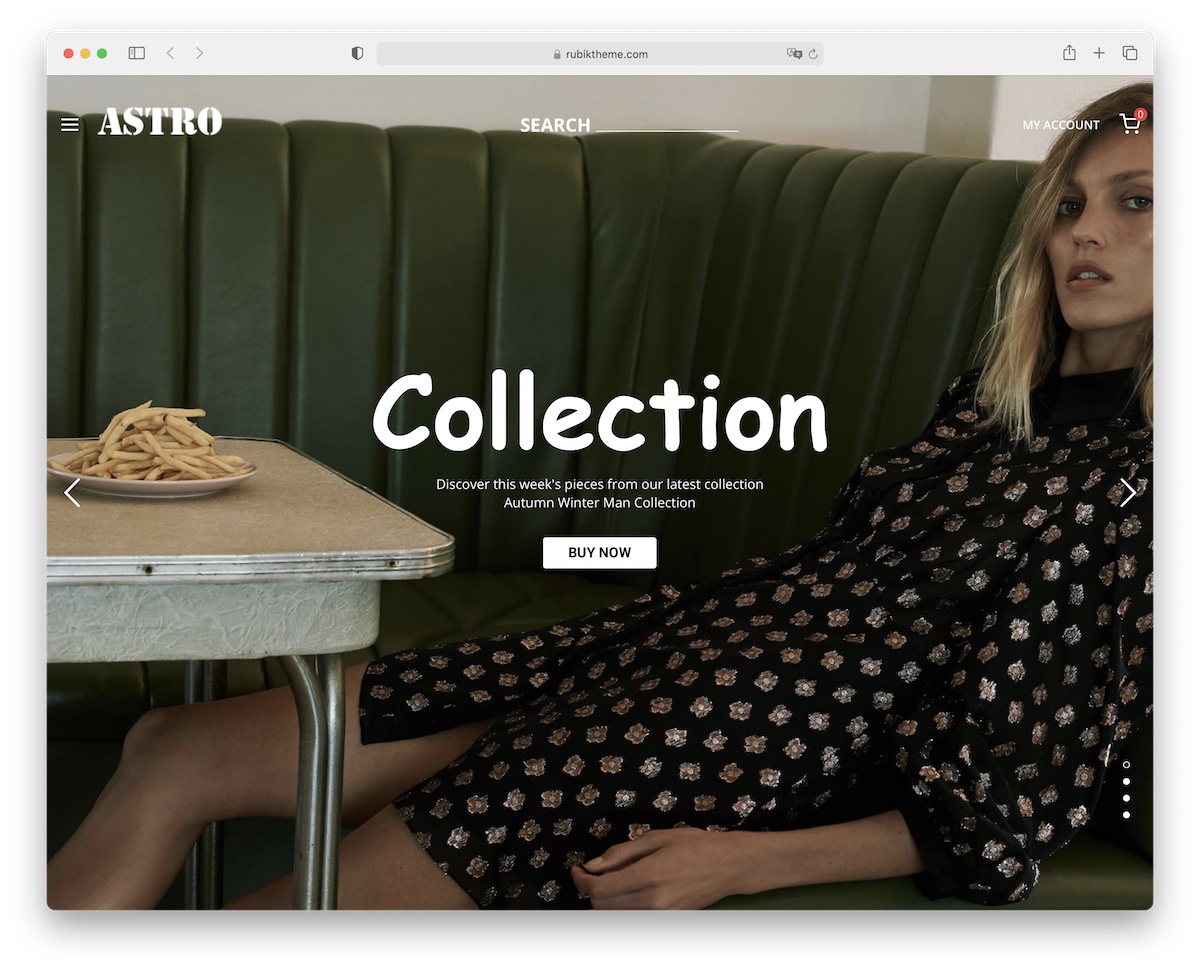 rubiktheme.com
ASTRO
SEARCH
MY ACCOUNT
0
Collection
Discover this week's pieces from our latest collection
Autumn Winter Man Collection
BUY NOW